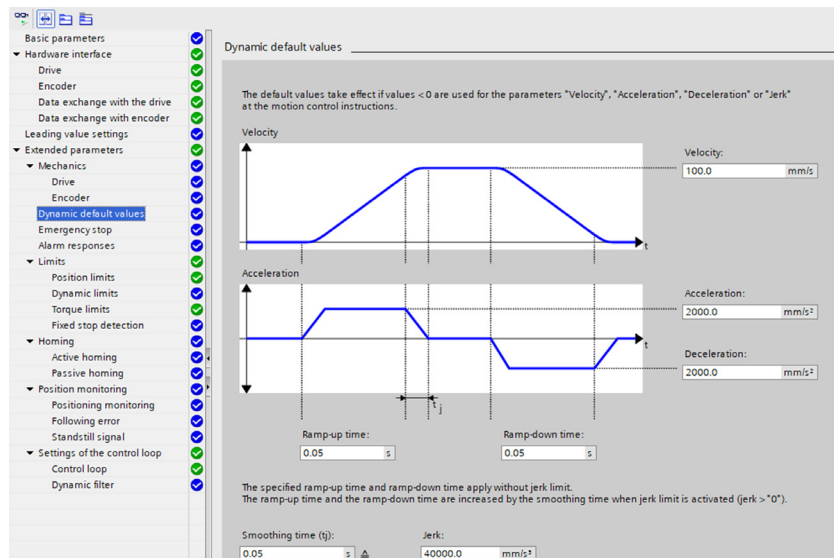 Basic parameters
Hardware interface
Drive
Encoder
Data exchange with the drive
Data exchange with encoder
Leading value settings
Extended parameters
Mechanics
Drive
Encoder
Dynamic default values
Emergency stop
Alarm responses
Limits
Position limits
Dynamic limits
Torque limits
Fixed stop detection
Homing
Active homing
Passive homing
Position monitoring
Positioning monitoring
Following error
Standstill signal
Settings of the control loop
Control loop
Dynamic filter
Dynamic default values
The default values take effect if values <0 are used for the parameters "Velocity", "Acceleration", "Deceleration" or "Jerk"
at the motion control instructions.
Velocity
t
Velocity:
100.0 mm/s
Acceleration
t
tj
Acceleration:
2000.0 mm/s²
Deceleration:
2000.0 mm/s²
Ramp-up time:
0.05 s
Ramp-down time:
0.05 s
The specified ramp-up time and ramp-down time apply without jerk limit.
The ramp-up time and the ramp-down time are increased by the smoothing time when jerk limit is activated (jerk >"0").
Smoothing time (tj):
0.05 s
Jerk:
40000.0 mm/s³